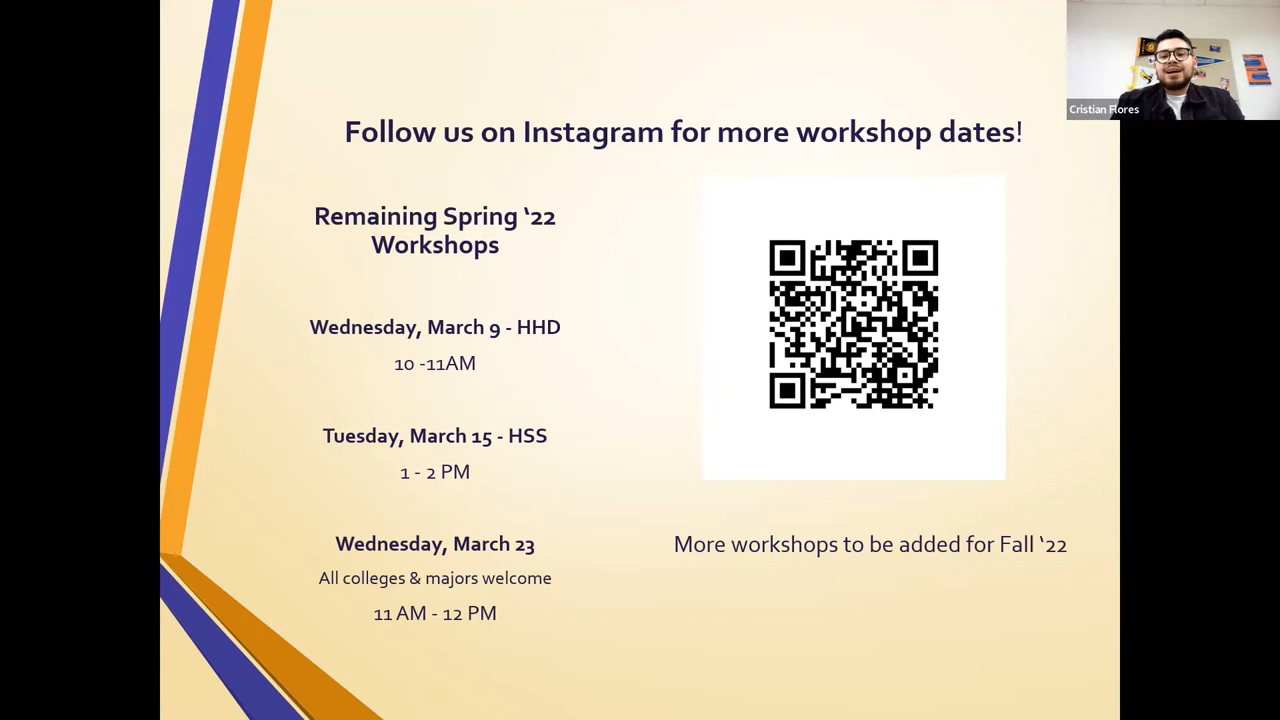 Follow us on Instagram for more workshop dates!
Remaining Spring ‘22
Workshops
Wednesday, March 9 - HHD
10 -11AM
Tuesday, March 15 - HSS
1 - 2 PM
Wednesday, March 23
All colleges & majors welcome
11 AM - 12 PM
More workshops to be added for Fall ‘22
Cristian Flores